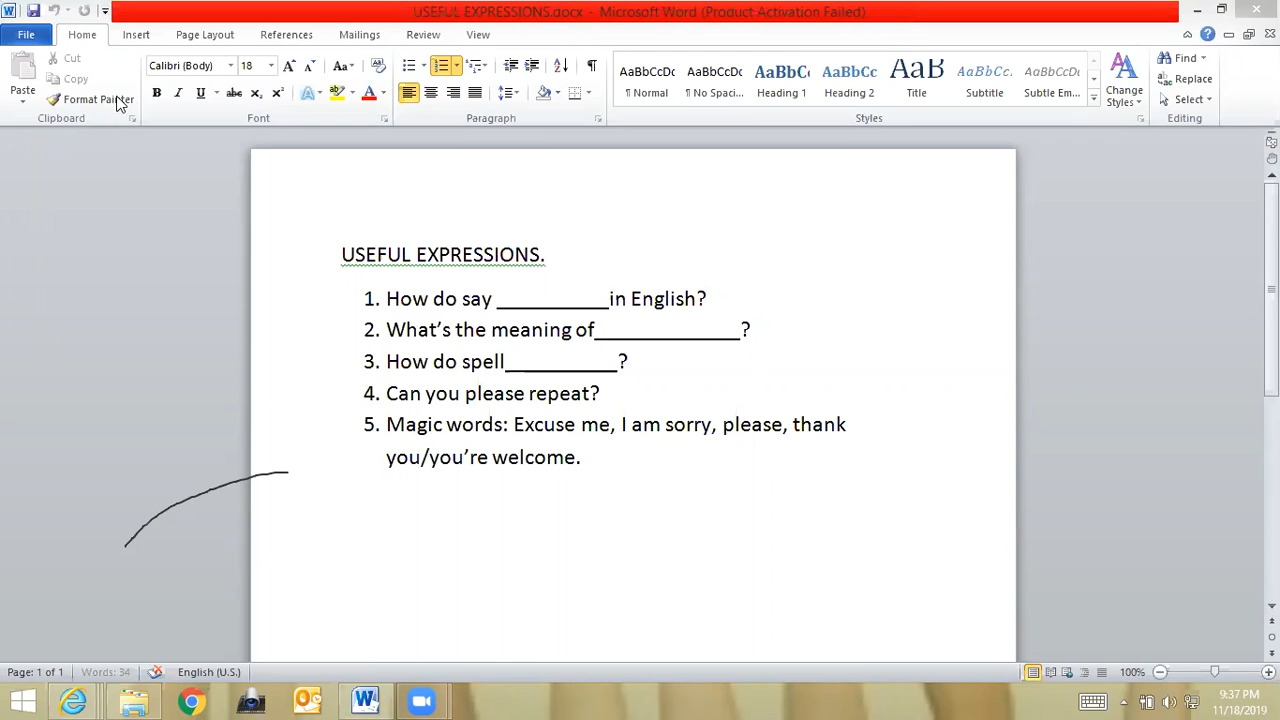 USEFUL EXPRESSIONS.docx - Microsoft Word (Product Activation Failed)
File Home Insert Page Layout References Mailings Review View
Paste
Cut
Copy
Format Painter
Clipboard
Calibri (Body) 18
Font
Paragraph
AaBbCcDc AaBbCcDc AaBbC AaBbCc AaB AaBbCc. AaBbCcDc
¶ Normal ¶ No Spaci... Heading 1 Heading 2 Title Subtitle Subtle Em...
Change Styles
Styles
Find
Replace
Select
Editing
USEFUL EXPRESSIONS.
1. How do say ___________in English?
2. What's the meaning of______________?
3. How do spell___________?
4. Can you please repeat?
5. Magic words: Excuse me, I am sorry, please, thank
you/you're welcome.
Page: 1 of 1 Words: 34 English (U.S.) 100%
9:37 PM
11/18/2019